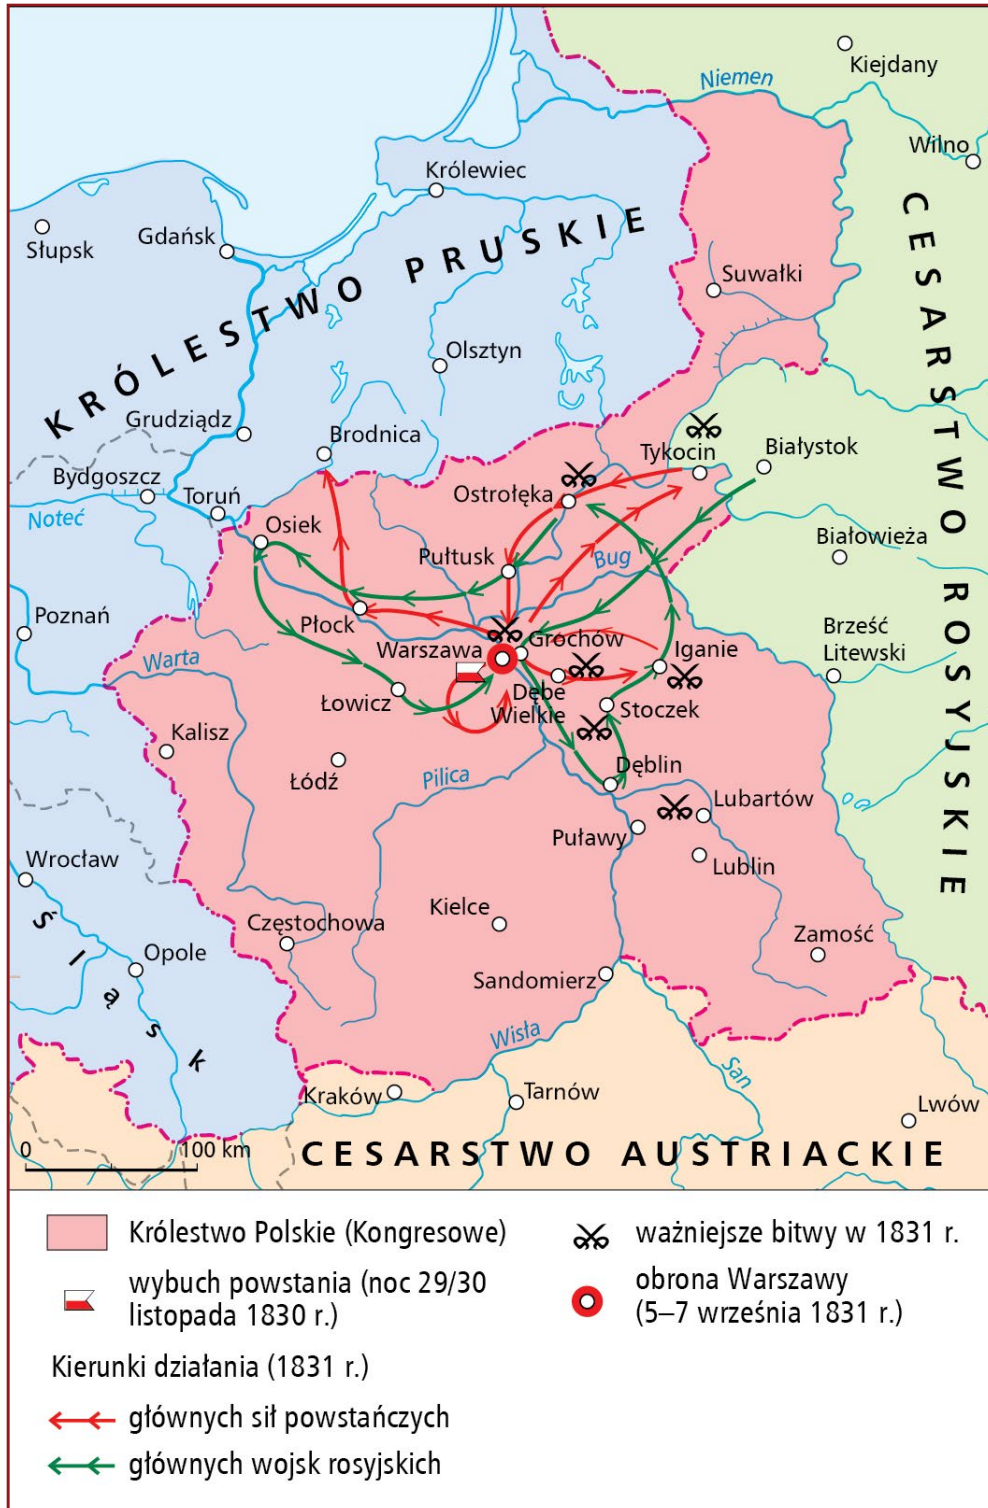 Niemen
Kiejdany
Wilno
Królewiec
Słupsk
Gdańsk
KRÓLESTWO PRUSKIE
CESARSTWO ROSYJSKIE
Suwałki
Olsztyn
Grudziądz
Brodnica
Bydgoszcz
Toruń
Noteć
Osiek
Tykocin
Białystok
Ostrołęka
Pułtusk
Bug
Białowieża
Poznań
Płock
Warszawa
Grochów
Iganie
Brześć
Litewski
Warta
Łowicz
Dębe
Wielkie
Stoczek
Kalisz
Łódź
Pilica
Dęblin
Lubartów
Puławy
Lublin
Wrocław
Śląsk
Opole
Częstochowa
Kielce
Zamość
Sandomierz
Wisła
San
Kraków
Tarnów
Lwów
0 100 km
CESARSTWO AUSTRIACKIE
Królestwo Polskie (Kongresowe)
wybuch powstania (noc 29/30
listopada 1830 r.)
Kierunki działania (1831 r.)
głównych sił powstańczych
głównych wojsk rosyjskich
ważniejsze bitwy w 1831 r.
obrona Warszawy
(5–7 września 1831 r.)